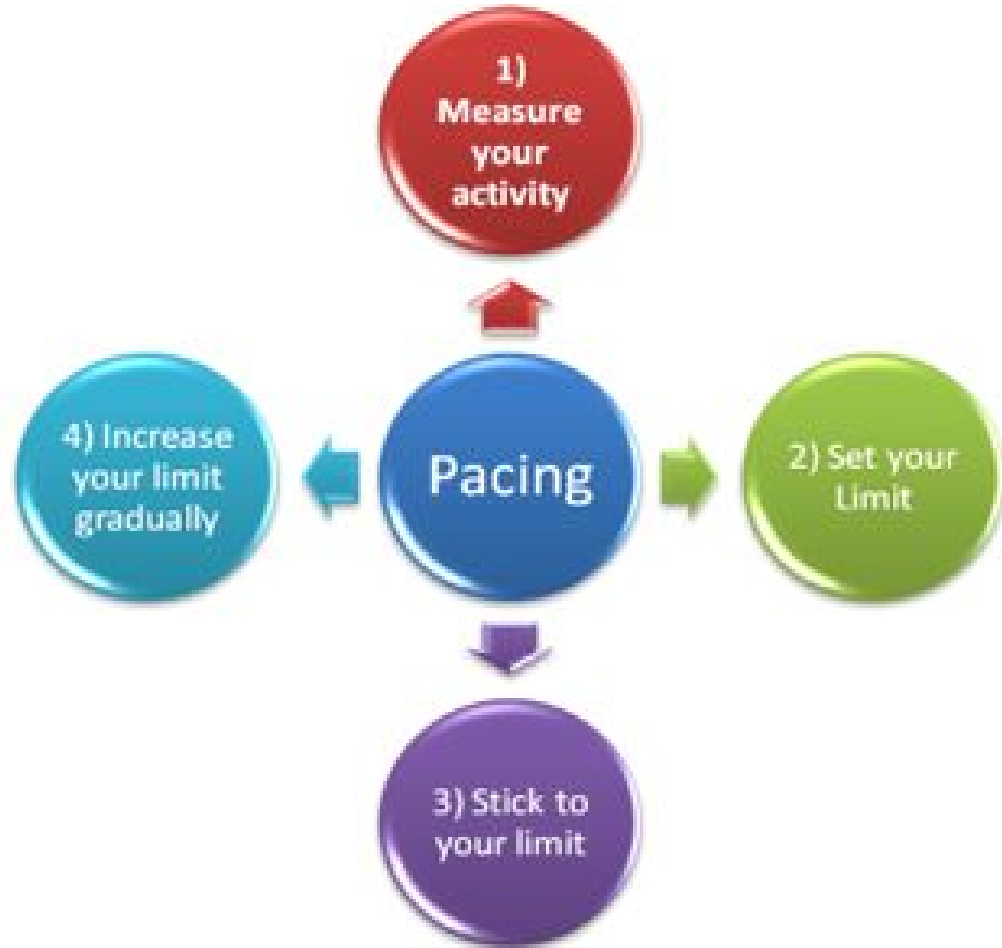 1)
Measure
your
activity
Pacing
2) Set your
Limit
3) Stick to
your limit
4) Increase
your limit
gradually